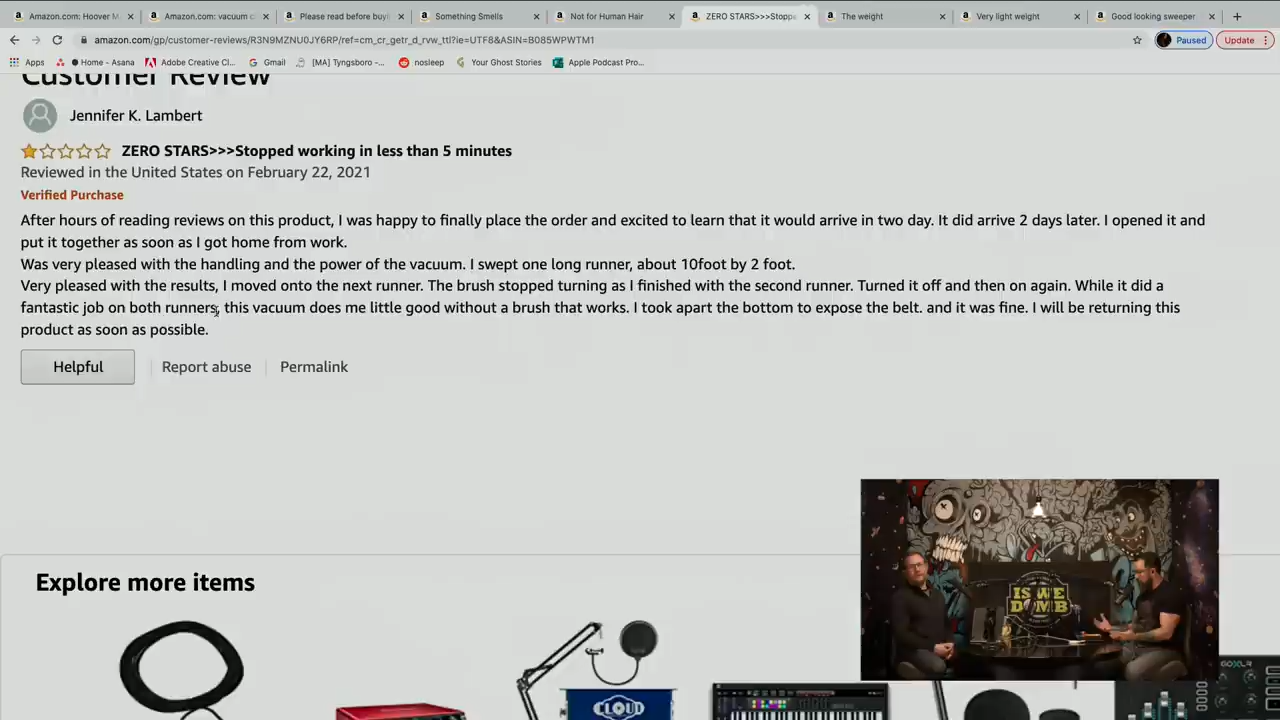 Amazon.com: Hoover M
Amazon.com: vacuum c
Please read before buyi
Something Smells
Not for Human Hair
ZERO STARS>>>Stoppe
The weight
Very light weight
Good looking sweeper
amazon.com/gp/customer-reviews/R3N9MZNU0JY6RP/ref=cm_cr_getr_d_rvw_ttl?ie=UTF8&ASIN=B085WPWTM1
Paused
Update
Apps
Home - Asana
Adobe Creative Cl...
Gmail
[MA] Tyngsboro -...
nosleep
Your Ghost Stories
Apple Podcast Pro...
Customer Review
Jennifer K. Lambert
ZERO STARS>>>Stopped working in less than 5 minutes
Reviewed in the United States on February 22, 2021
Verified Purchase
After hours of reading reviews on this product, I was happy to finally place the order and excited to learn that it would arrive in two day. It did arrive 2 days later. I opened it and
put it together as soon as I got home from work.
Was very pleased with the handling and the power of the vacuum. I swept one long runner, about 10foot by 2 foot.
Very pleased with the results, I moved onto the next runner. The brush stopped turning as I finished with the second runner. Turned it off and then on again. While it did a
fantastic job on both runners, this vacuum does me little good without a brush that works. I took apart the bottom to expose the belt. and it was fine. I will be returning this
product as soon as possible.
Helpful
Report abuse
Permalink
Explore more items
IS WE
DOMB
CLOUD
GOXLR